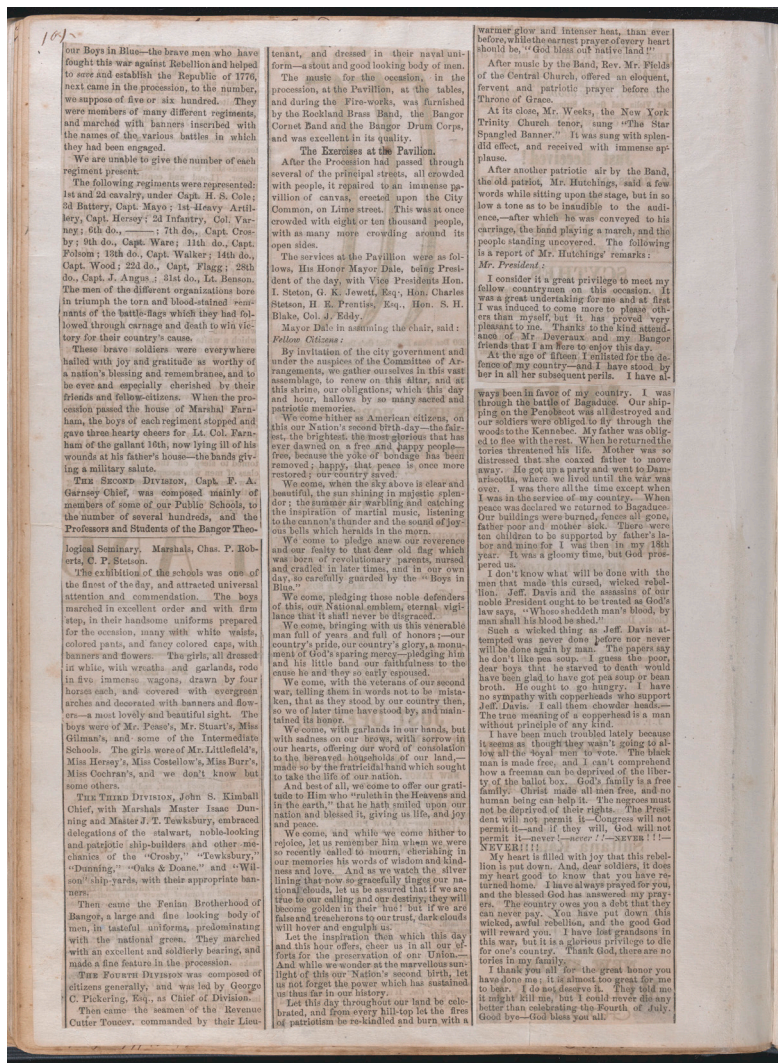 our Boys in Blue—the brave men who have
fought this war against Rebellion and helped
to save and establish the Republic of 1776,
next came in the procession, to the number,
we suppose of five or six hundred. They
were members of many different regiments,
and marched with banners inscribed with
the names of the various battles in which
they had been engaged.
We are unable to give the number of each
regiment present.
The following regiments were represented:
1st and 2d cavalry, under Capt. H. S. Cole;
3d Battery, Capt. Mayo; 1st Heavy Artil-
lery, Capt. Hersey; 2d Infantry, Col. Var-
ney; 6th do., ———; 7th do., Capt. Cros-
by; 9th do., Capt. Ware; 11th do., Capt.
Folsom; 13th do., Capt. Walker; 14th do.,
Capt. Wood; 22d do., Capt, Flagg; 28th
do., Capt. J. Angus; 31st do., Lt. Benson.
The men of the different organizations bore
in triumph the torn and blood-stained rem-
nants of the battle-flags which they had fol-
lowed through carnage and death to win vic-
tory for their country's cause.
These brave soldiers were everywhere
hailed with joy and gratitude as worthy of
a nation's blessing and remembrance, and to
be ever and especially cherished by their
friends and fellow-citizens. When the pro-
cession passed the house of Marshal Farn-
ham, the boys of each regiment stopped and
gave three hearty cheers for Lt. Col. Farn-
ham of the gallant 16th, now lying ill of his
wounds at his father's house—the bands giv-
ing a military salute.
THE SECOND DIVISION, Capt. F. A.
Garnsey Chief, was composed mainly of
members of some of our Public Schools, to
the number of several hundreds, and the
Professors and Students of the Bangor Theo-
logical Seminary. Marshals, Chas. P. Rob-
erts, C. P. Stetson.
The exhibition of the schools was one of
the finest of the day, and attracted universal
attention and commendation. The boys
marched in excellent order and with firm
step, in their handsome uniforms prepared
for the occasion, many with white waists,
colored pants, and fancy colored caps, with
banners and flowers. The girls, all dressed
in white, with wreaths and garlands, rode
in five immense wagons, drawn by four
horses each, and covered with evergreen
arches and decorated with banners and flow-
ers—a most lovely and beautiful sight. The
boys were of Mr. Pease's, Mr. Stuart's, Miss
Gilman's, and some of the Intermediate
Schools. The girls were of Mr. Littlefield's,
Miss Hersey's, Miss Costellow's, Miss Burr's,
Miss Cochran's, and we don't know but
some others.
THE THIRD DIVISION, John S. Kimball
Chief, with Marshals Master Isaac Dun-
ning and Master J. T. Tewksbury, embraced
delegations of the stalwart, noble-looking
and patriotic ship-builders and other me-
chanics of the "Crosby," "Tewksbury,"
"Dunning," "Oaks & Doane," and "Wil-
son" ship-yards, with their appropriate ban-
ners.
Then came the Fenian Brotherhood of
Bangor, a large and fine looking body of
men, in tasteful uniforms, predominating
with the national green. They marched
with an excellent and soldierly bearing, and
made a fine feature in the procession.
THE FOURTH DIVISION was composed of
citizens generally, and was led by George
C. Pickering, Esq., as Chief of Division.
Then came the seamen of the Revenue
Cutter Toucey, commanded by their Lieu-
tenant, and dressed in their naval uni-
form—a stout and good looking body of men.
The music for the occasion, in the
procession, at the Pavillion, at the tables,
and during the Fire-works, was furnished
by the Rockland Brass Band, the Bangor
Cornet Band and the Bangor Drum Corps,
and was excellent in its quality.
The Exercises at the Pavilion.
After the Procession had passed through
several of the principal streets, all crowded
with people, it repaired to an immense pa-
villion of canvas, erected upon the City
Common, on Lime street. This was at once
crowded with eight or ten thousand people,
with as many more crowding around its
open sides.
The services at the Pavillion were as fol-
lows, His Honor Mayor Dale, being Presi-
dent of the day, with Vice Presidents Hon.
I. Steton, G. K. Jewett, Esq., Hon. Charles
Stetson, H. E. Prentiss, Esq., Hon. S. H.
Blake, Col. J. Eddy.
Mayor Dale in assuming the chair, said:
Fellow Citizens:
By invitation of the city government and
under the auspices of the Committee of Ar-
rangements, we gather ourselves in this vast
assemblage, to renew on this altar, and at
this shrine, our obligations, which this day
and hour, hallows by so many sacred and
patriotic memories.
We come hither as American citizens, on
this our Nation's second birth-day—the fair-
est, the brightest, the most glorious that has
ever dawned on a free and happy people—
free, because the yoke of bondage has been
removed; happy, that peace is once more
restored; our country saved.
We come, when the sky above is clear and
beautiful, the sun shining in majestic splen-
dor; the summer air warbling and catching
the inspiration of martial music, listening
to the cannon's thunder and the sound of joy-
ous bells which heralds in the morn.
We come to pledge anew our reverence
and our fealty to that dear old flag which
was born of revolutionary parents, nursed
and cradled in later times, and in our own
day, so carefully guarded by the "Boys in
Blue."
We come, pledging those noble defenders
of this, our National emblem, eternal vigi-
lance that it shall never be disgraced.
We come, bringing with us this venerable
man full of years and full of honors;—our
country's pride, our country's glory, a monu-
ment of God's sparing mercy—pledging him
and his little band our faithfulness to the
cause he and they so early espoused.
We come, with the veterans of our second
war, telling them in words not to be mista-
ken, that as they stood by our country then,
so we of later time have stood by, and main-
tained its honor.
We come, with garlands in our hands, but
with sadness on our brows, with sorrow in
our hearts, offering our word of consolation
to the bereaved households of our land,—
made so by the fratricidal hand which sought
to take the life of our nation.
And best of all, we come to offer our grati-
tude to Him who "ruleth in the Heavens and
in the earth," that he hath smiled upon our
nation and blessed it, giving us life, and joy
and peace.
We come, and while we come hither to
rejoice, let us remember him whom we were
so recently called to mourn, cherishing in
our memories his words of wisdom and kind-
ness and love. And as we watch the silver
lining that now so gracefully tinges our na-
tional clouds, let us be assured that if we are
true to our calling and our destiny; they will
become golden in their hue! but if we are
false and treacherous to our trust, dark clouds
will hover and engulph us.
Let the inspiration then which this day
and this hour offers, cheer us in all our ef-
forts for the preservation of our Union.—
And while we wonder at the marvellous sun-
light of this our Nation's second birth, let
us not forget the power which has sustained
us thus far in our history.
Let this day throughout our land be cele-
brated, and from every hill-top let the fires
of patriotism be re-kindled and burn with a
warmer glow and intenser heat, than ever
before, while the earnest prayer of every heart
should be, "God bless our native land!"
After music by the Band, Rev. Mr. Fields
of the Central Church, offered an eloquent,
fervent and patriotic prayer before the
Throne of Grace.
At its close, Mr. Weeks, the New York
Trinity Church tenor, sung "The Star
Spangled Banner." It was sung with splen-
did effect, and received with immense ap-
plause.
After another patriotic air by the Band,
the old patriot, Mr. Hutchings, said a few
words while sitting upon the stage, but in so
low a tone as to be inaudible to the audi-
ence,—after which he was conveyed to his
carriage, the band playing a march, and the
people standing uncovered. The following
is a report of Mr. Hutchings' remarks:
Mr. President:
I consider it a great privilege to meet my
fellow countrymen on this occasion. It
was a great undertaking for me and at first
I was induced to come more to please oth-
ers than myself, but it has proved very
pleasant to me. Thanks to the kind attend-
ance of Mr Deveraux and my Bangor
friends that I am here to enjoy this day.
At the age of fifteen I enlisted for the de-
fence of my country—and I have stood by
her in all her subsequent perils. I have al-
ways been in favor of my country. I was
through the battle of Bagaduce. Our ship-
ping on the Penobscot was all destroyed and
our soldiers were obliged to fly through the
woods to the Kennebec. My father was oblig-
ed to flee with the rest. When he returned the
tories threatened his life. Mother was so
distressed that she coaxed father to move
away. He got up a party and went to Dam-
ariscotta, where we lived until the war was
over. I was there all the time except when
I was in the service of my country. When
peace was declared we returned to Bagaduce.
Our buildings were burned, fences all gone,
father poor and mother sick. There were
ten children to be supported by father's la-
bor and mine for I was then in my 18th
year. It was a gloomy time, but God pros-
pered us.
I don't know what will be done with the
men that made this cursed, wicked rebel-
lion. Jeff. Davis and the assassins of our
noble President ought to be treated as God's
law says, "Whoso sheddeth man's blood, by
man shall his blood be shed."
Such a wicked thing as Jeff. Davis at-
tempted was never done before nor never
will be done again by man. The papers say
he don't like pea soup. I guess the poor,
dear boys that he starved to death would
have been glad to have got pea soup or bean
broth. He ought to go hungry. I have
no sympathy with copperheads who support
Jeff. Davis. I call them chowder heads.—
The true meaning of a copperhead is a man
without principle of any kind.
I have been much troubled lately because
it seems as though they wasn't going to al-
low all the loyal men to vote. The black
man is made free, and I can't comprehend
how a freeman can be deprived of the liber-
ty of the ballot box. God's family is a free
family. Christ made all men free, and no
human being can help it. The negroes must
not be deprived of their rights. The Presi-
dent will not permit it—Congress will not
permit it—and if they will, God will not
permit it—never!—never!!—NEVER!!!—
NEVER!!!!
My heart is filled with joy that this rebel-
lion is put down. And, dear soldiers, it does
my heart good to know that you have re-
turned home. I have always prayed for you,
and the blessed God has answered my pray-
ers. The country owes you a debt that they
can never pay. You have put down this
wicked, awful rebellion, and the good God
will reward you. I have lost grandsons in
this war, but it is a glorious privilege to die
for one's country. Thank God, there are no
tories in my family.
I thank you all for the great honor you
have done me; it is almost too great for me
to bear. I do not deserve it. They told me
it might kill me, but I could never die any
better than celebrating the Fourth of July.
Good bye—God bless you all.